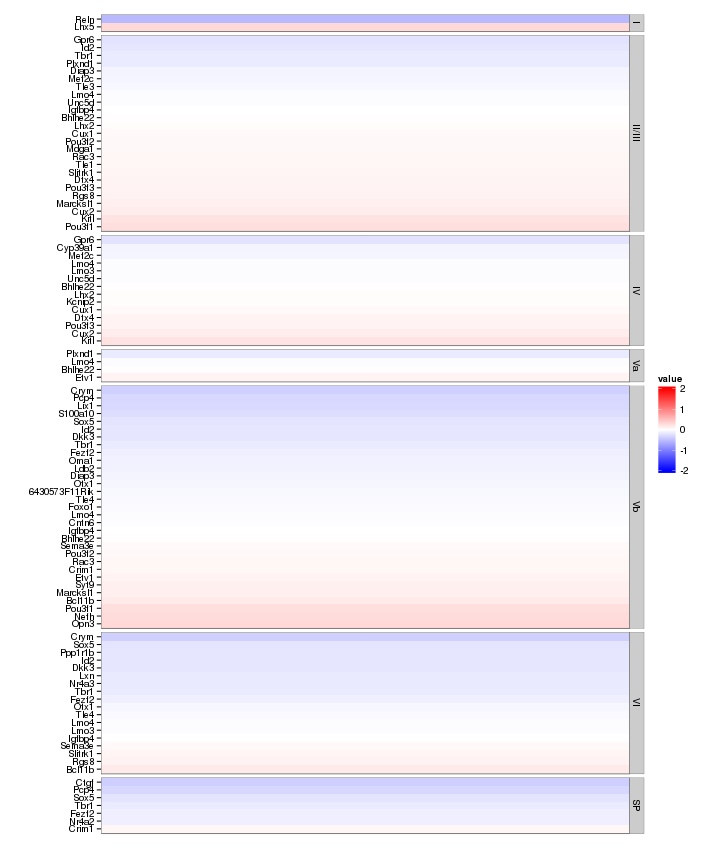 Reln
Lhx5
I
Gpr6
Id2
Tbr1
Plxnd1
Diap3
Mef2c
Tle3
Lmo4
Unc5d
Igfbp4
Bhlhe22
Lhx2
Cux1
Pou3f2
Mdga1
Rac3
Tle1
Slitrk1
Dtx4
Pou3f3
Rgs8
Marcksl1
Cux2
Kitl
Pou3f1
II/III
Gpr6
Cyp39a1
Mef2c
Lmo4
Lmo3
Unc5d
Bhlhe22
Lhx2
Kcnip2
Cux1
Dtx4
Pou3f3
Cux2
Kitl
IV
Plxnd1
Lmo4
Bhlhe22
Etv1
Va
Crym
Pcp4
Lix1
S100a10
Sox5
Id2
Dkk3
Tbr1
Fezf2
Oma1
Ldb2
Diap3
Otx1
6430573F11Rik
Tle4
Foxo1
Lmo4
Cntn6
Igfbp4
Bhlhe22
Sema3e
Pou3f2
Rac3
Crim1
Etv1
Syt9
Marcksl1
Bcl11b
Pou3f1
Nefh
Opn3
Vb
Crym
Sox5
Ppp1r1b
Id2
Dkk3
Lxn
Nr4a3
Tbr1
Fezf2
Otx1
Tle4
Lmo4
Lmo3
Igfbp4
Sema3e
Slitrk1
Rgs8
Bcl11b
VI
Ctgf
Pcp4
Sox5
Tbr1
Fezf2
Nr4a2
Crim1
SP
value
2
1
0
-1
-2